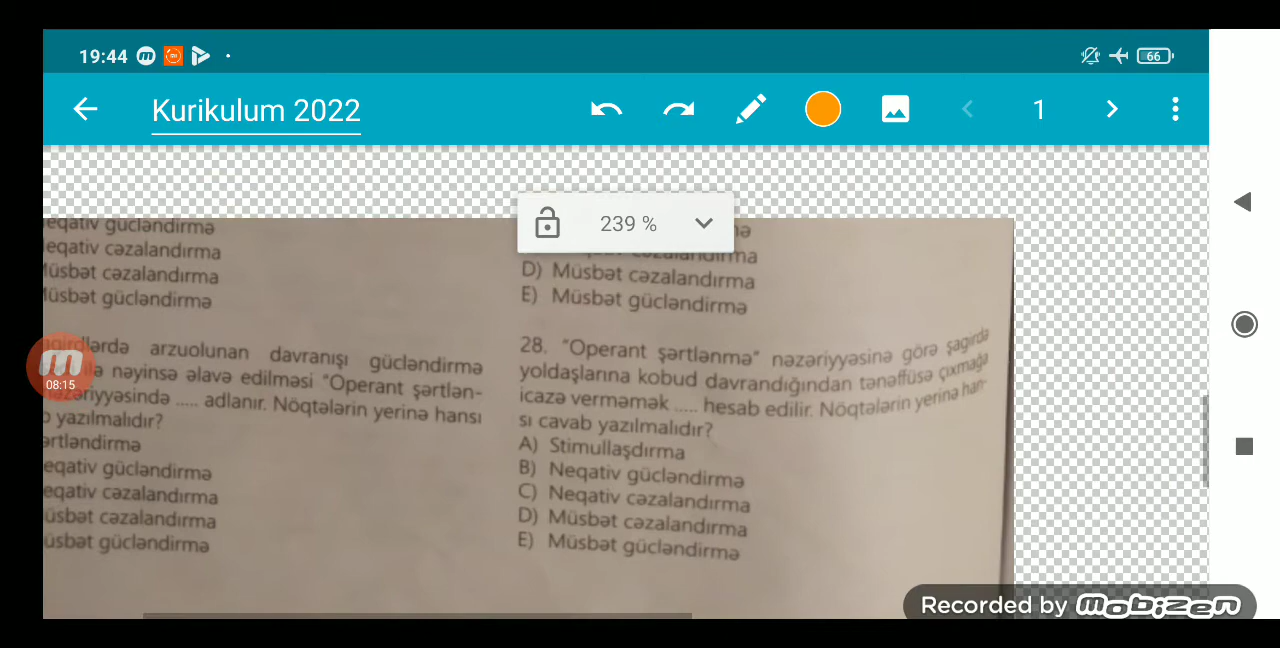 19:44
66
Kurikulum 2022
1
239 %
eqativ gücləndirmə
eqativ cəzalandırma
üsbət cəzalandırma
üsbət gücləndirmə
D) Müsbət cəzalandırma
E) Müsbət gücləndirmə
08:15
arzuolunan davranışı gücləndirmə
nəyinsə əlavə edilməsi "Operant şərtlən-
..... adlanır. Nöqtələrin yerinə hansı
yazılmalıdır?
ərtləndirmə
eqativ gücləndirmə
eqativ cəzalandırma
üsbət cəzalandırma
üsbət gücləndirmə
28. "Operant şərtlənmə" nəzəriyyəsinə görə şagirdə
yoldaşlarına kobud davrandığından tənəffüsə çıxmağa
icazə verməmək ..... hesab edilir. Nöqtələrin yerinə han-
sı cavab yazılmalıdır?
A) Stimullaşdırma
B) Neqativ gücləndirmə
C) Neqativ cəzalandırma
D) Müsbət cəzalandırma
E) Müsbət gücləndirmə
Recorded by mobizen